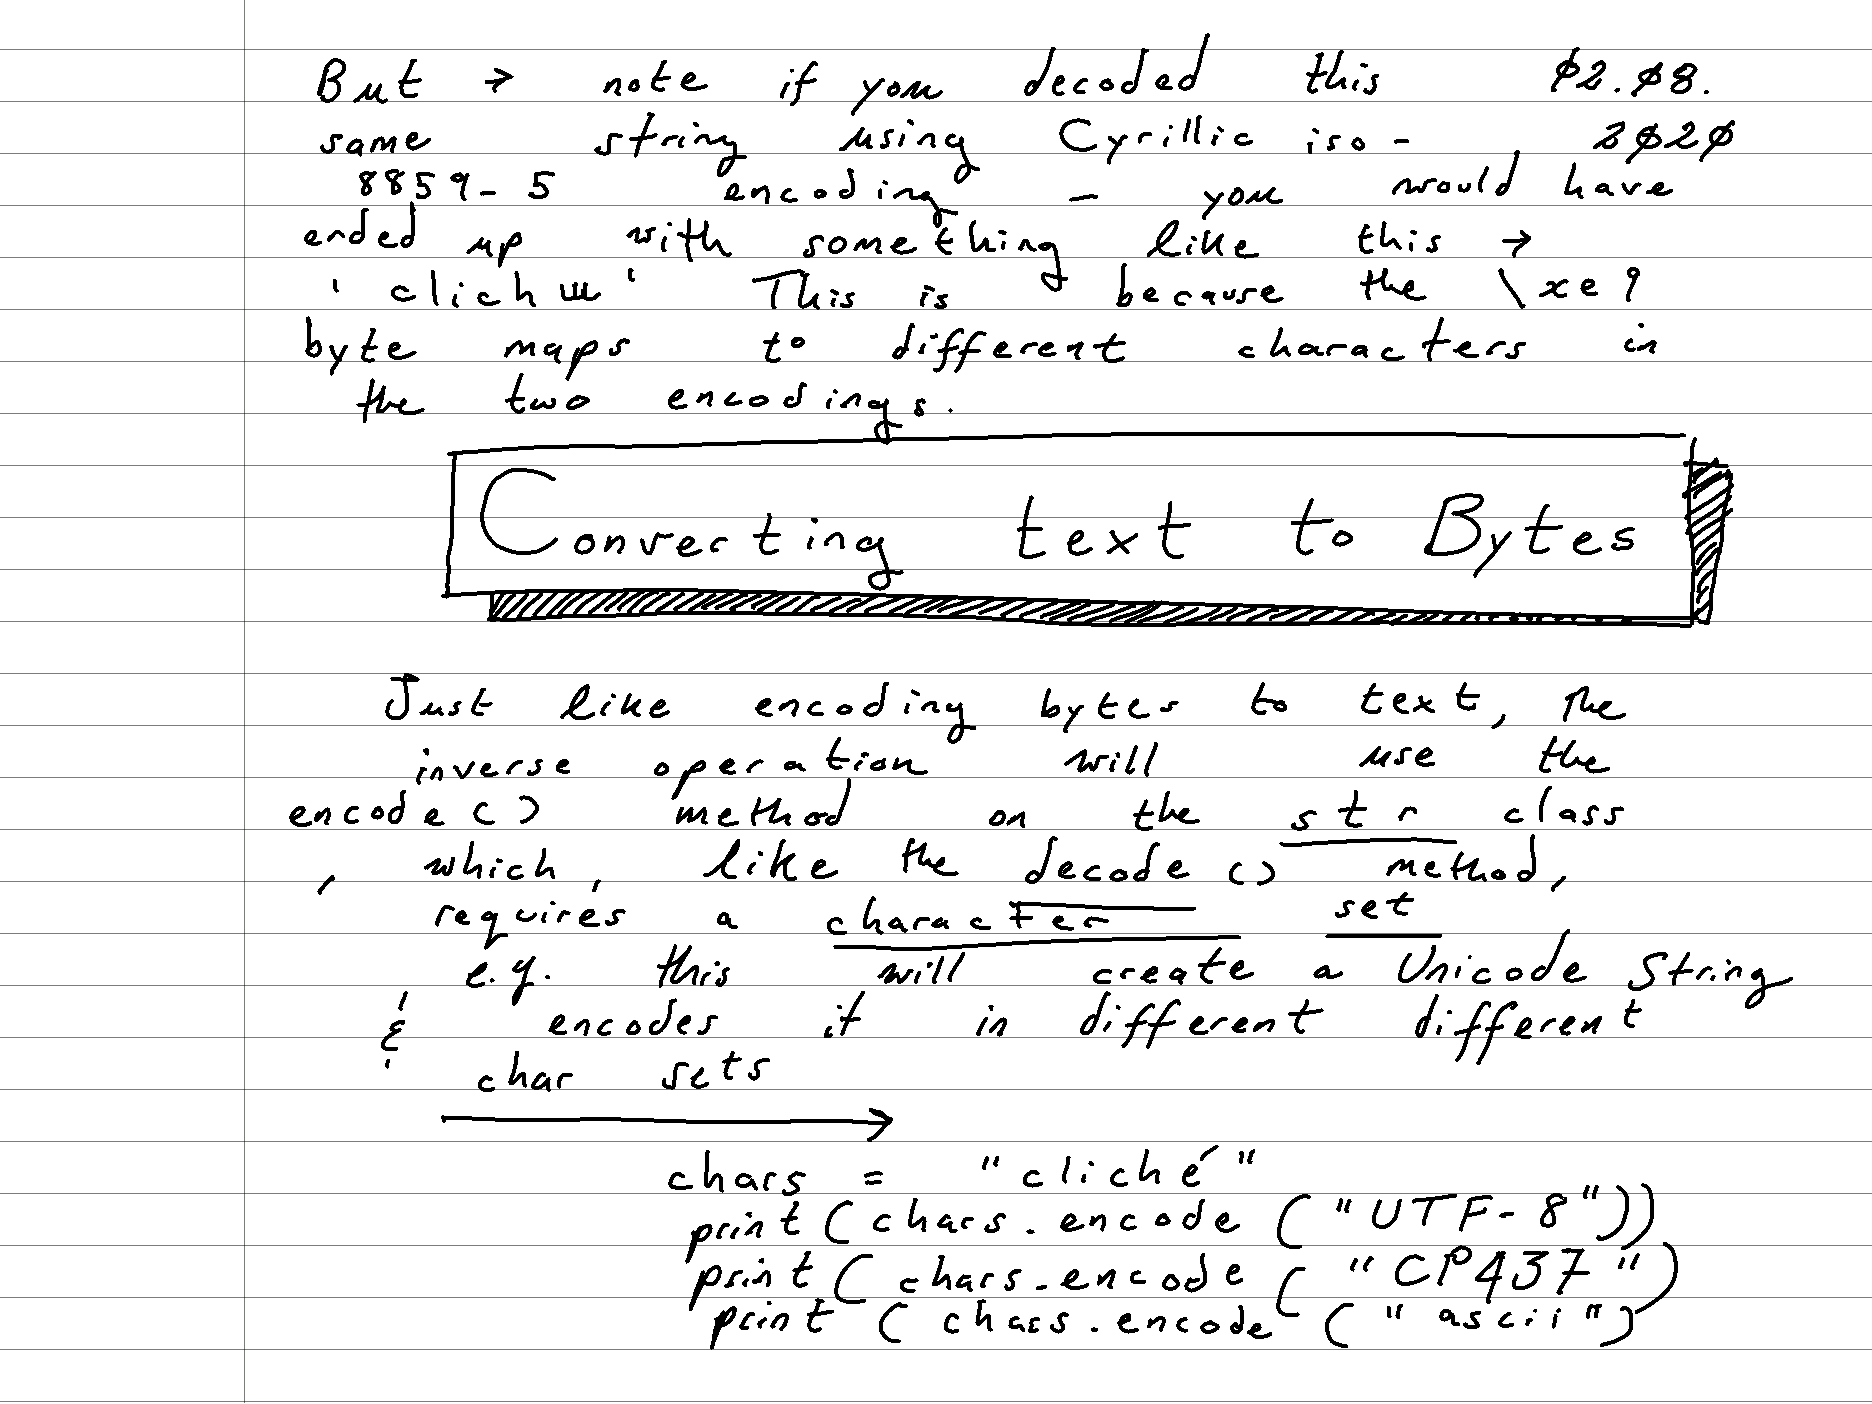 But → note if you decoded this ø2.ø8.
same string using Cyrillic iso- 2ø2ø
8859-5 encoding - you would have
ended up with something like this →
'clichш' This is because the \xe9
byte maps to different characters in
the two encodings.
Converting text to Bytes
Just like encoding bytes to text, the
inverse operation will use the
encode() method on the str class
, which, like the decode() method,
requires a character set
e.g. this will create a Unicode String
& encodes it in different different
char sets
→
chars = "cliché"
print(chars.encode("UTF-8"))
print(chars.encode("CP437")
print(chars.encode("ascii")